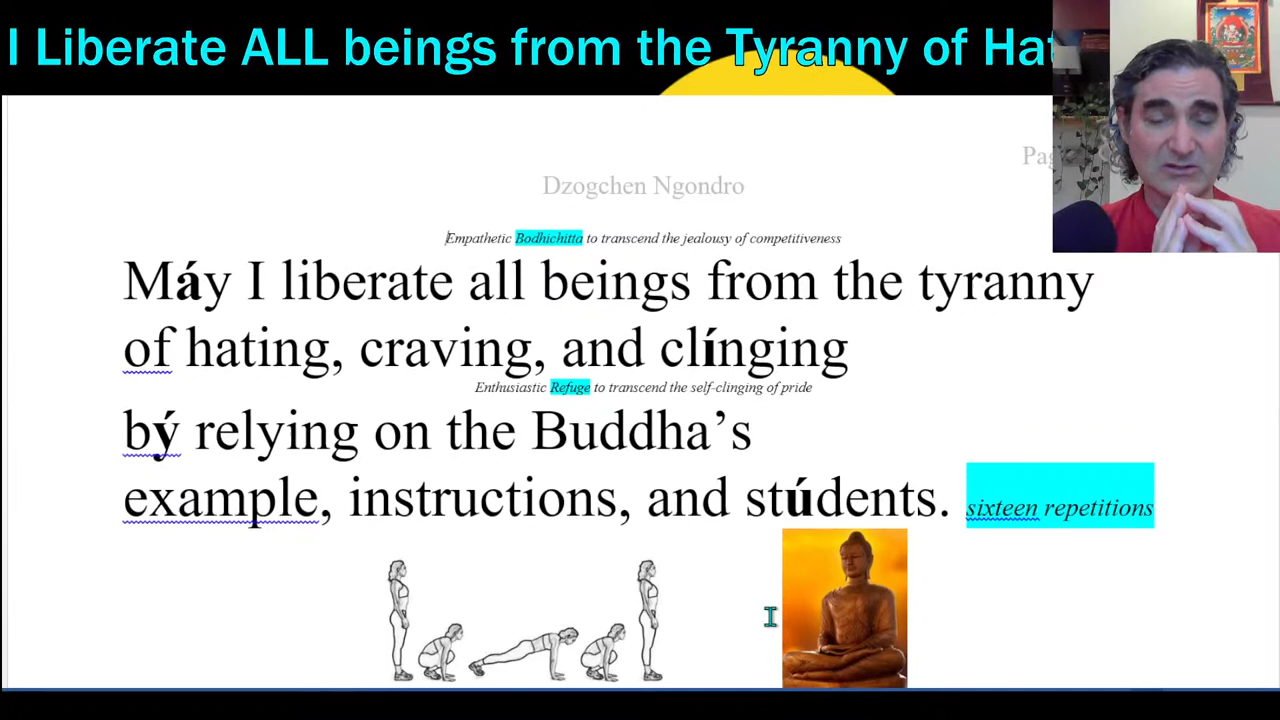 I Liberate ALL beings from the Tyranny of
Dzogchen Ngondro
Empathetic Bodhichitta to transcend the jealousy of competitiveness
Máy I liberate all beings from the tyranny
of hating, craving, and clínging
Enthusiastic Refuge to transcend the self-clinging of pride
bý relying on the Buddha’s
example, instructions, and stúdents. sixteen repetitions